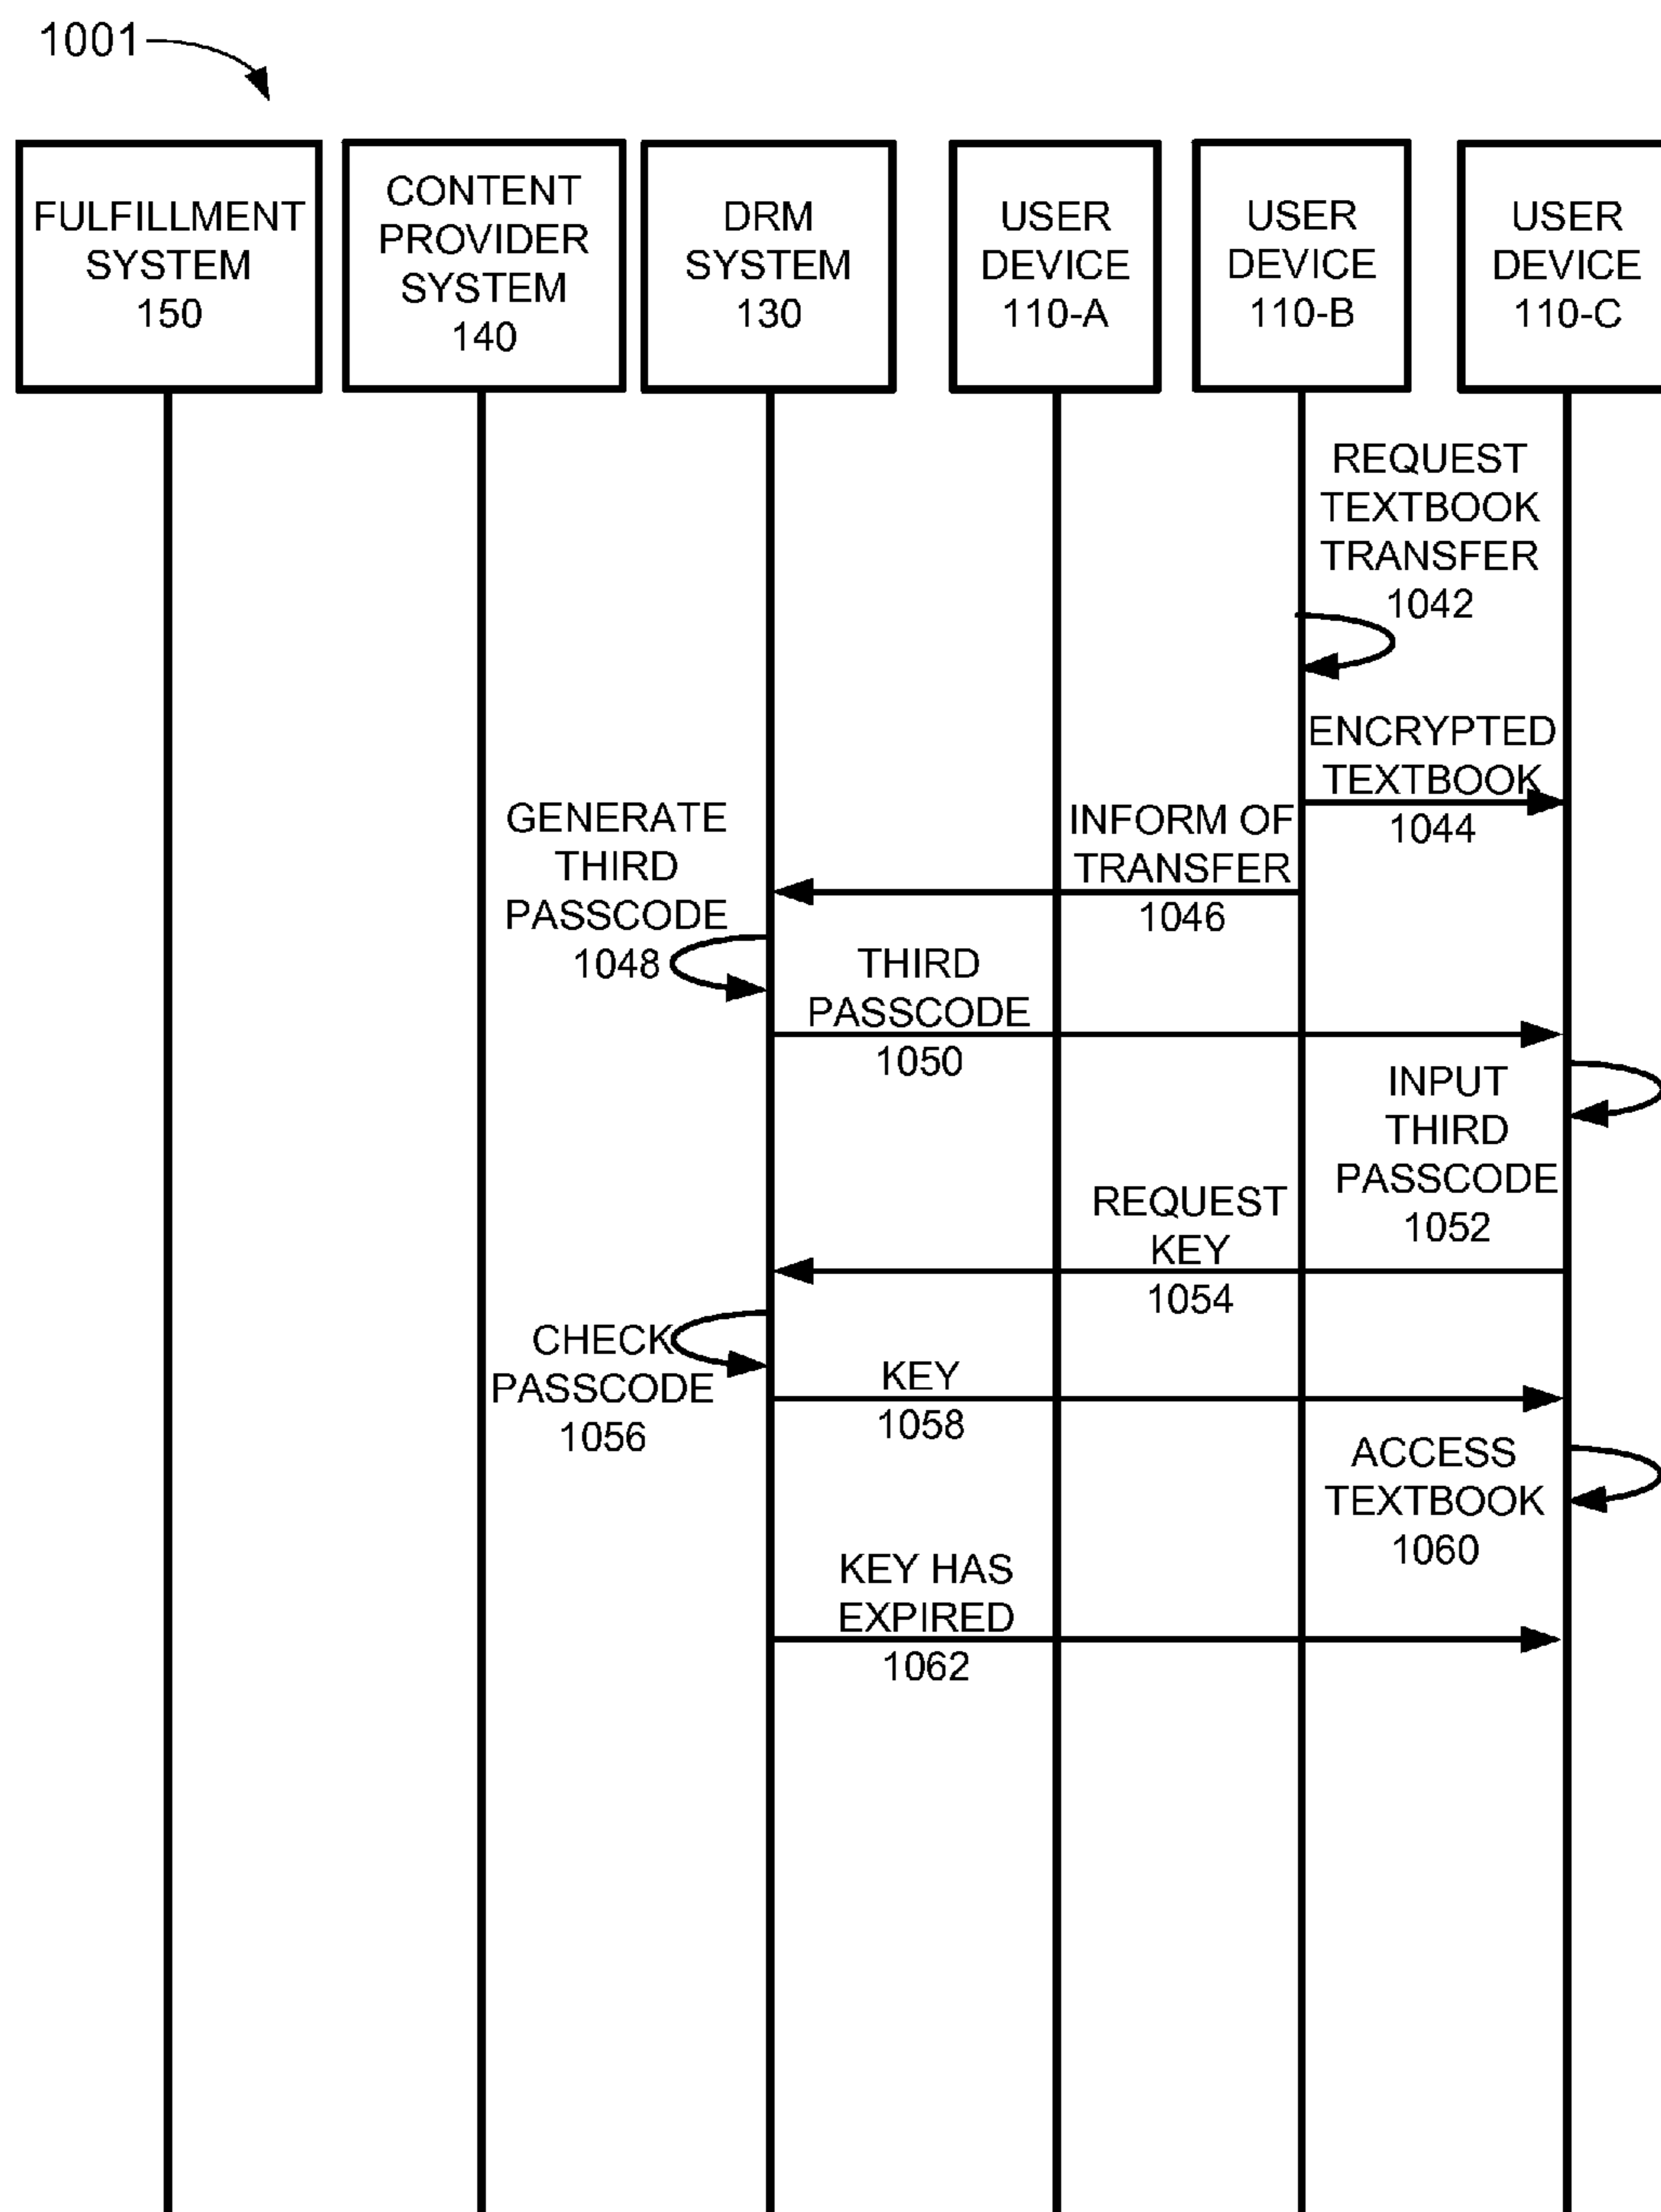 1001
FULFILLMENT
SYSTEM
150
CONTENT
PROVIDER
SYSTEM
140
DRM
SYSTEM
130
USER
DEVICE
110-A
USER
DEVICE
110-B
USER
DEVICE
110-C
REQUEST
TEXTBOOK
TRANSFER
1042
ENCRYPTED
TEXTBOOK
1044
INFORM OF
TRANSFER
1046
GENERATE
THIRD
PASSCODE
1048
THIRD
PASSCODE
1050
INPUT
THIRD
PASSCODE
1052
REQUEST
KEY
1054
CHECK
PASSCODE
1056
KEY
1058
ACCESS
TEXTBOOK
1060
KEY HAS
EXPIRED
1062